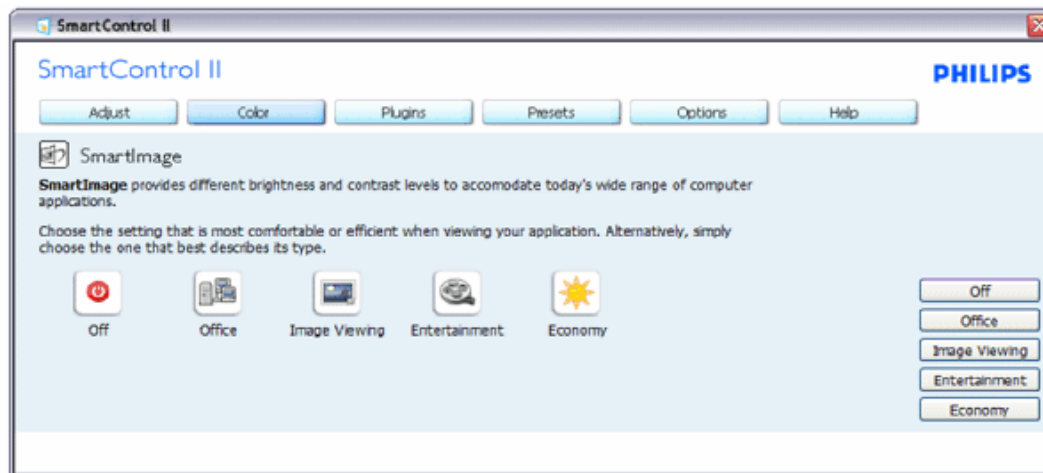 SmartControl II
SmartControl II
PHILIPS
Adjust
Color
Plugins
Presets
Options
Help
SmartImage
SmartImage provides different brightness and contrast levels to accomodate today's wide range of computer
applications.
Choose the setting that is most comfortable or efficient when viewing your application. Alternatively, simply
choose the one that best describes its type.
Off
Office
Image Viewing
Entertainment
Economy
Off
Office
Image Viewing
Entertainment
Economy